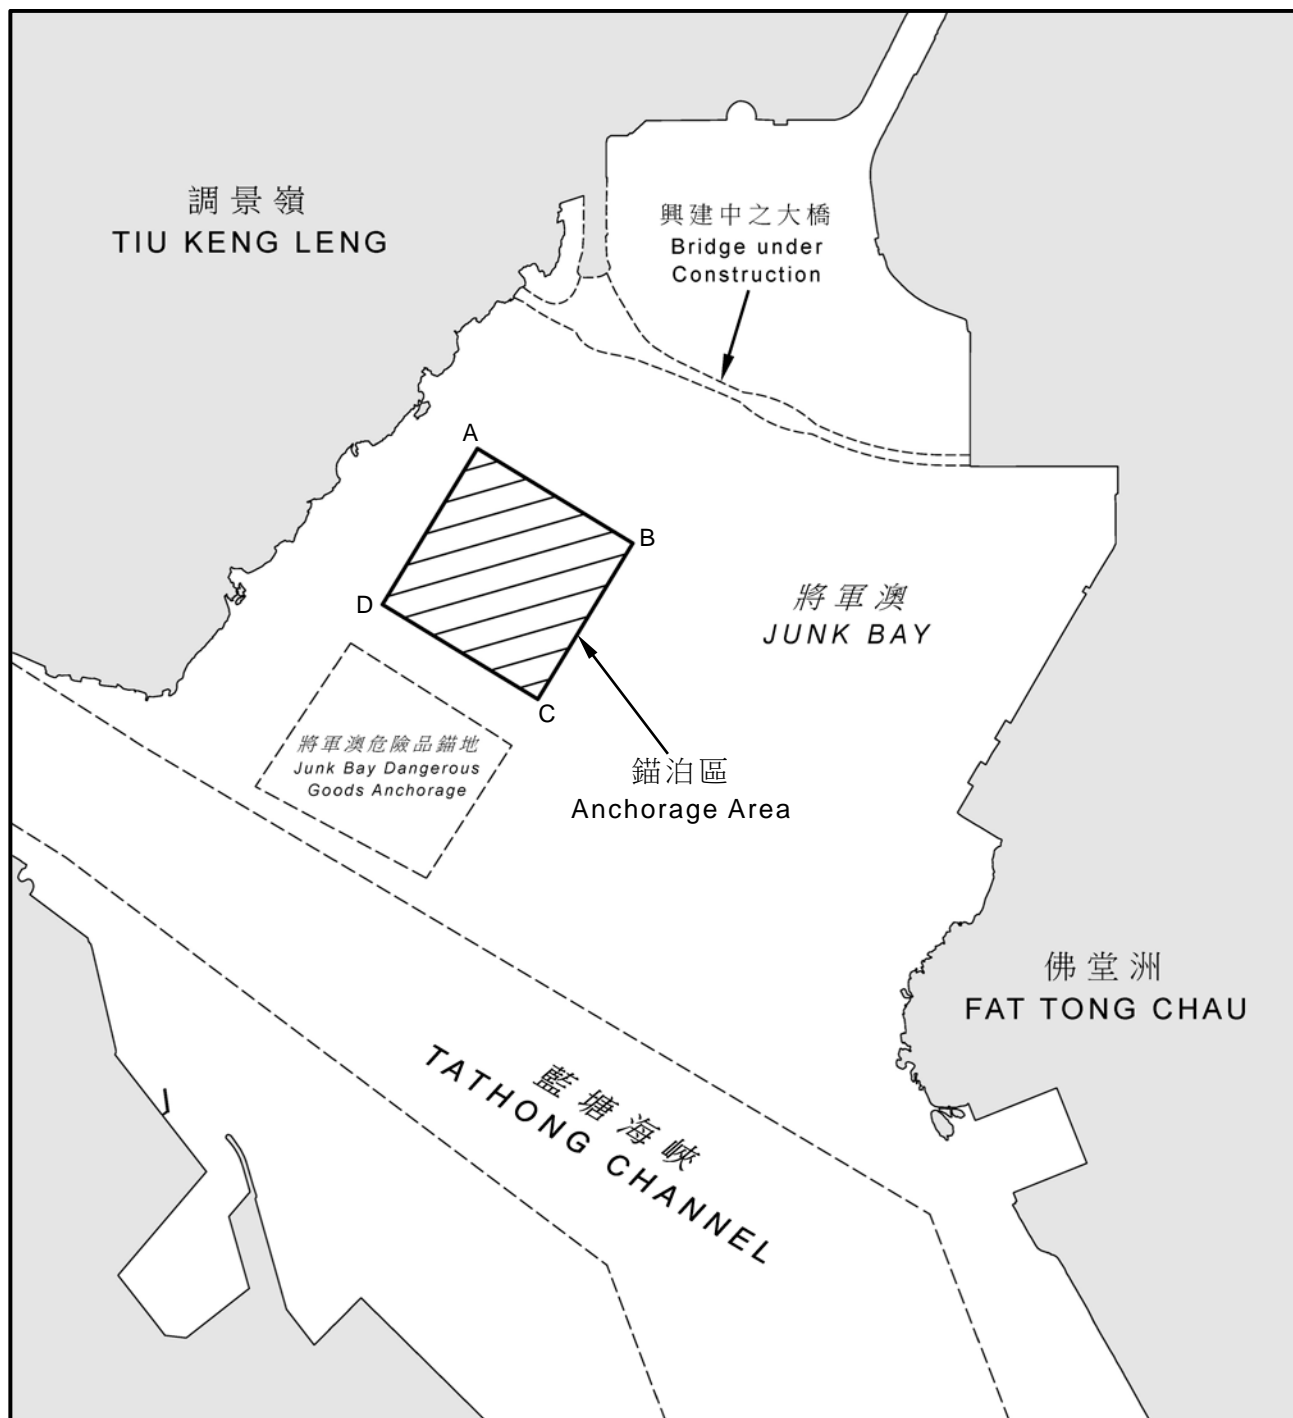 調景嶺
TIU KENG LENG
興建中之大橋
Bridge under
Construction
A
B
將軍澳
JUNK BAY
D
C
將軍澳危險品錨地
Junk Bay Dangerous
Goods Anchorage
錨泊區
Anchorage Area
佛堂洲
FAT TONG CHAU
藍塘海峽
TATHONG CHANNEL